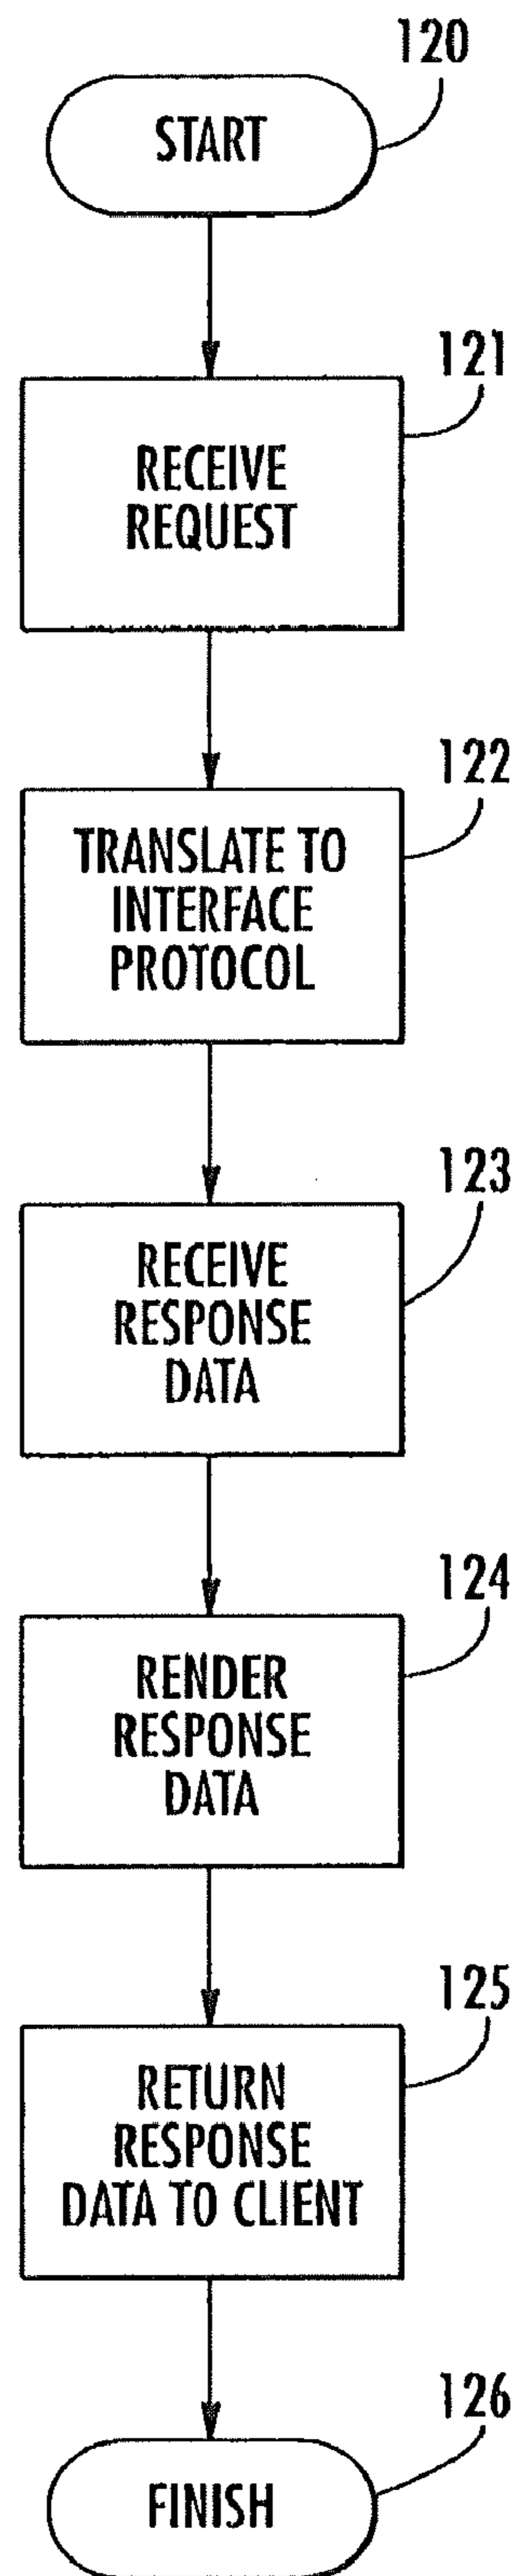 120
START
121
RECEIVE
REQUEST
122
TRANSLATE TO
INTERFACE
PROTOCOL
123
RECEIVE
RESPONSE
DATA
124
RENDER
RESPONSE
DATA
125
RETURN
RESPONSE
DATA TO CLIENT
126
FINISH